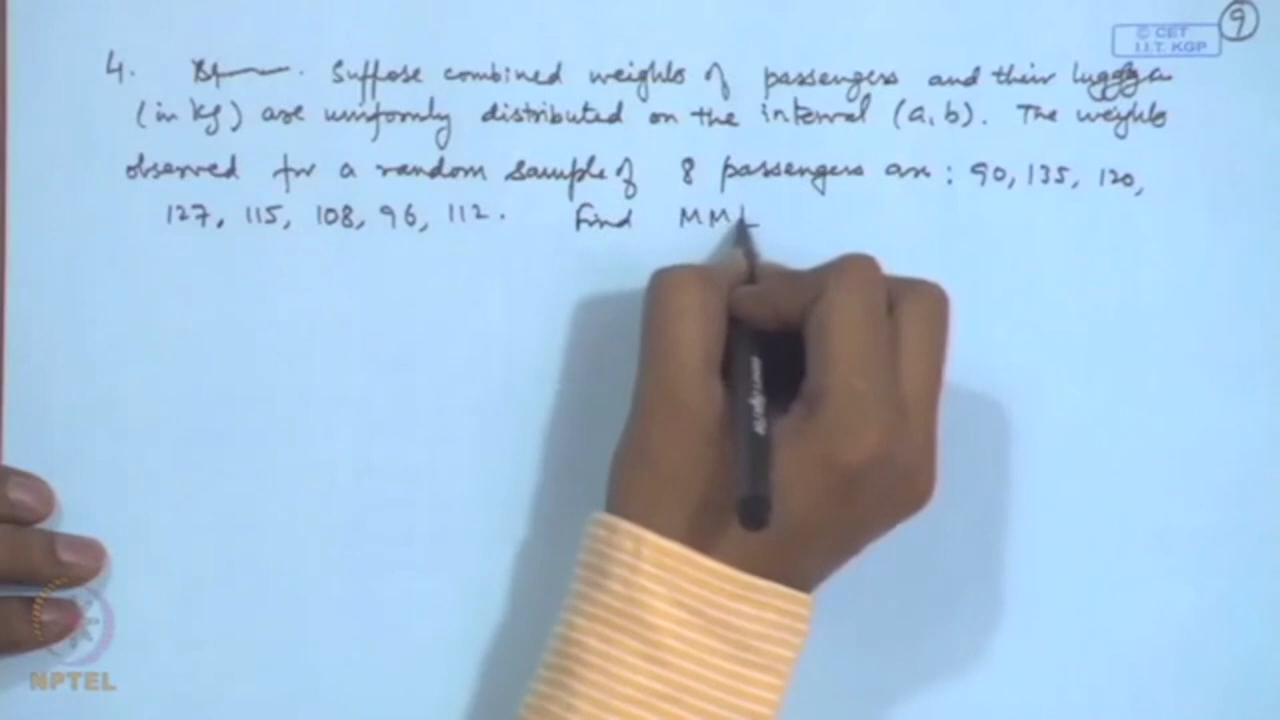 9
© CET
I.I.T. KGP
4. Suppose combined weights of passengers and their luggage
(in kg) are uniformly distributed on the interval (a, b). The weights
observed for a random sample of 8 passengers are: 90, 135, 120,
127, 115, 108, 96, 112. Find MML
NPTEL